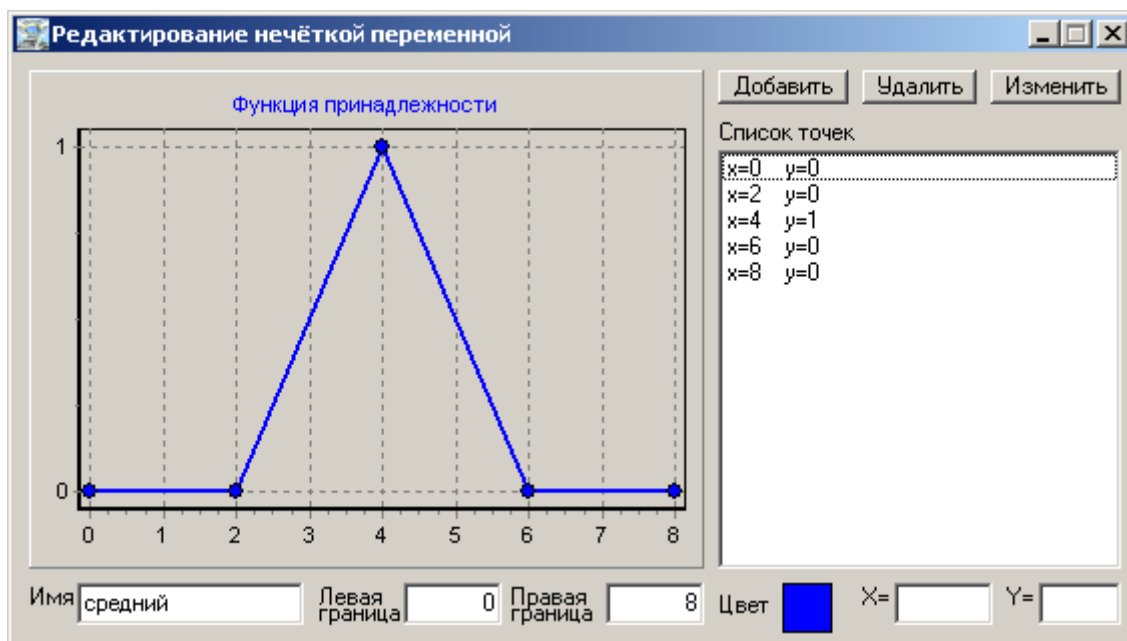 Редактирование нечёткой переменной
Добавить Удалить Изменить
Функция принадлежности
Список точек
x=0 y=0
x=2 y=0
x=4 y=1
x=6 y=0
x=8 y=0
1
0
0 1 2 3 4 5 6 7 8
Имя средний Левая граница 0 Правая граница 8 Цвет X= Y=